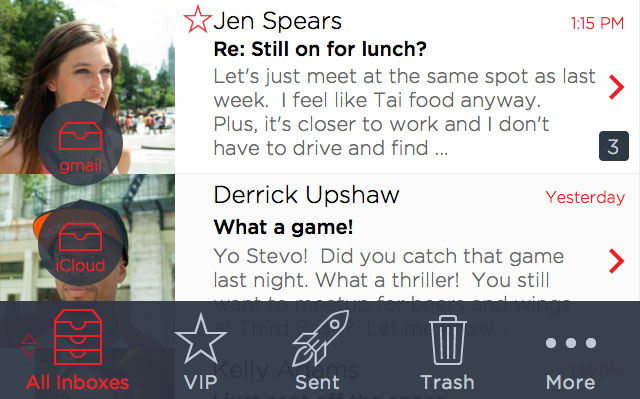 Jen Spears
1:15 PM
Re: Still on for lunch?
Let's just meet at the same spot as last
week. I feel like Tai food anyway.
Plus, it's closer to work and I don't
have to drive and find ...
3
gmail
Derrick Upshaw
Yesterday
What a game!
Yo Stevo! Did you catch that game
last night. What a thriller! You still
want to meetup for beers and wings
at Third B Let me
iCloud
Kelly Adams
1:15 PM
All Inboxes
VIP
Sent
Trash
More